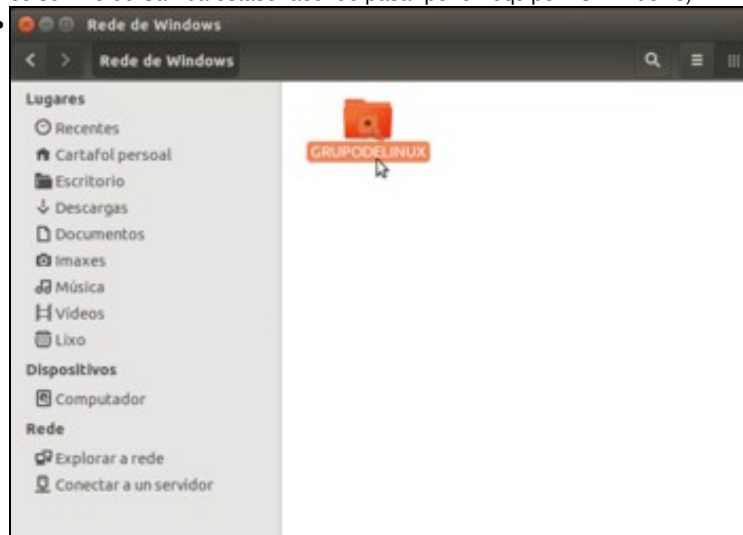 Rede de Windows
Rede de Windows
Lugares
Recentes
Cartafol persoal
Escritorio
Descargas
Documentos
Imaxes
Música
Vídeos
Lixo
Dispositivos
Computador
Rede
Explorar a rede
Conectar a un servidor
GRUPODELINUX